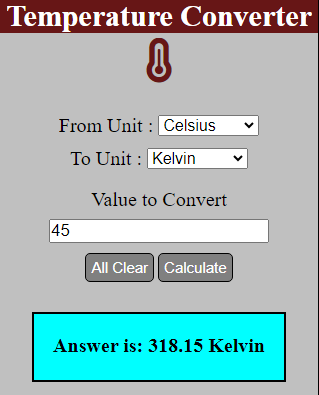 Temperature Converter
From Unit : Celsius
To Unit : Kelvin
Value to Convert
45
All Clear Calculate
Answer is: 318.15 Kelvin